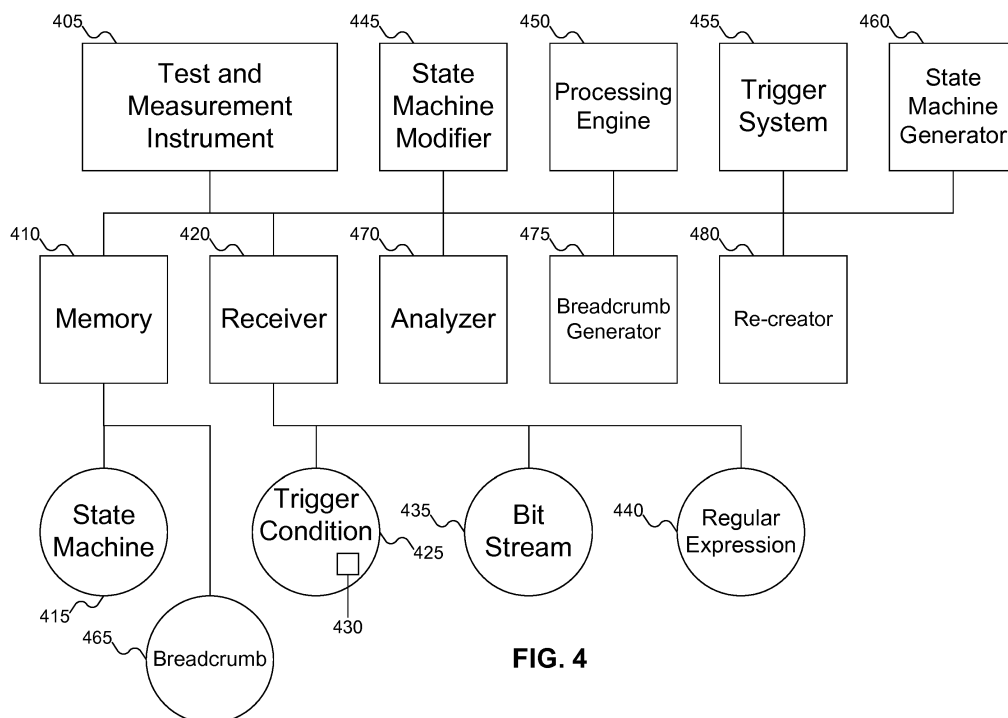 405
445
450
455
460
Test and
Measurement
Instrument
State
Machine
Modifier
Processing
Engine
Trigger
System
State
Machine
Generator
410
420
470
475
480
Memory
Receiver
Analyzer
Breadcrumb
Generator
Re-creator
State
Machine
415
Trigger
Condition
425
430
435
Bit
Stream
440
Regular
Expression
465
Breadcrumb
FIG. 4